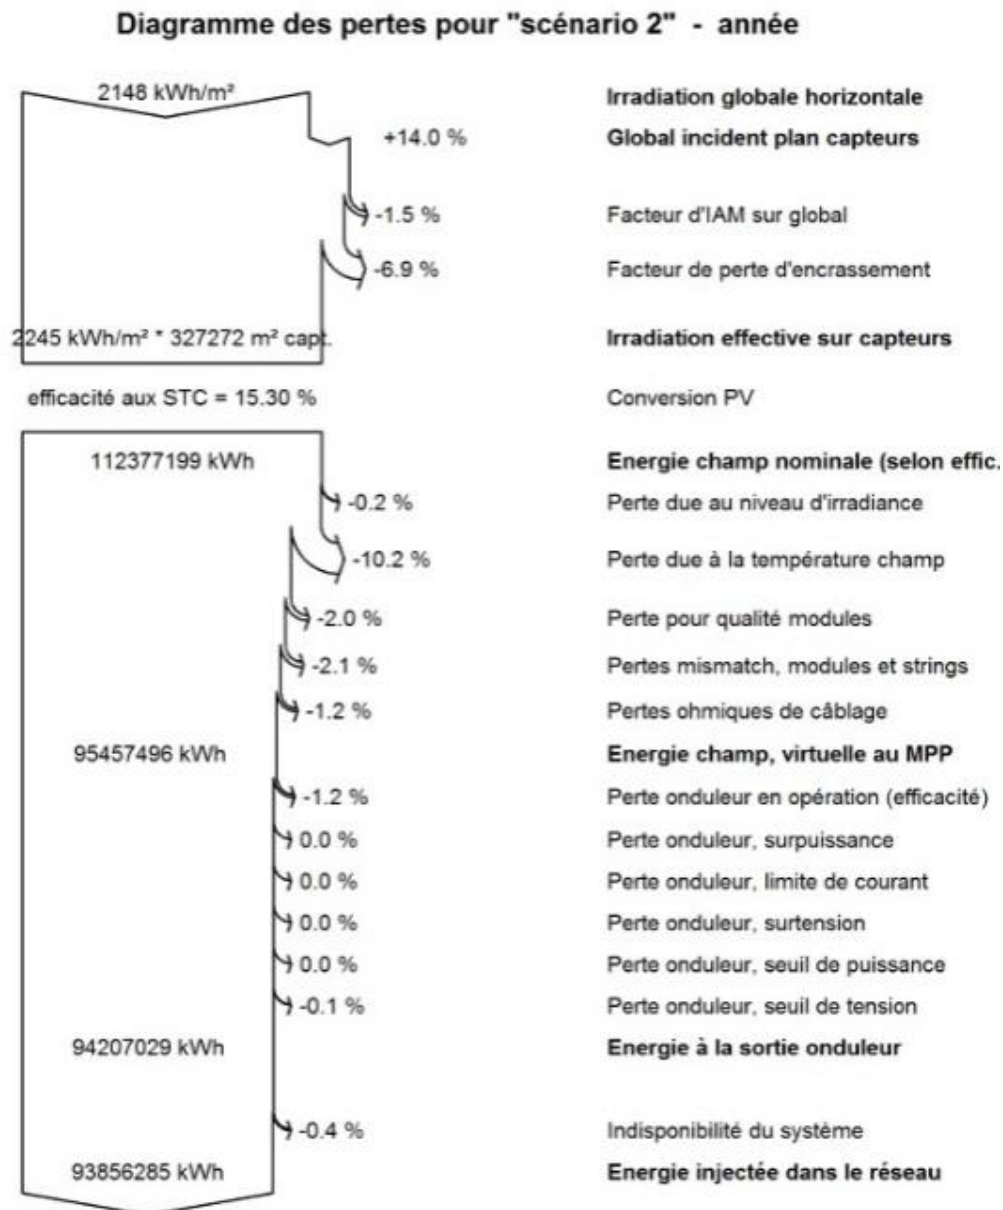 Diagramme des pertes pour "scénario 2" - année
2148 kWh/m² Irradiation globale horizontale
+14.0 % Global incident plan capteurs
-1.5 % Facteur d'IAM sur global
-6.9 % Facteur de perte d'encrassement
2245 kWh/m² * 327272 m² capt. Irradiation effective sur capteurs
efficacité aux STC = 15.30 % Conversion PV
112377199 kWh Energie champ nominale (selon effic.
-0.2 % Perte due au niveau d'irradiance
-10.2 % Perte due à la température champ
-2.0 % Perte pour qualité modules
-2.1 % Pertes mismatch, modules et strings
-1.2 % Pertes ohmiques de câblage
95457496 kWh Energie champ, virtuelle au MPP
-1.2 % Perte onduleur en opération (efficacité)
0.0 % Perte onduleur, surpuissance
0.0 % Perte onduleur, limite de courant
0.0 % Perte onduleur, surtension
0.0 % Perte onduleur, seuil de puissance
-0.1 % Perte onduleur, seuil de tension
94207029 kWh Energie à la sortie onduleur
-0.4 % Indisponibilité du système
93856285 kWh Energie injectée dans le réseau